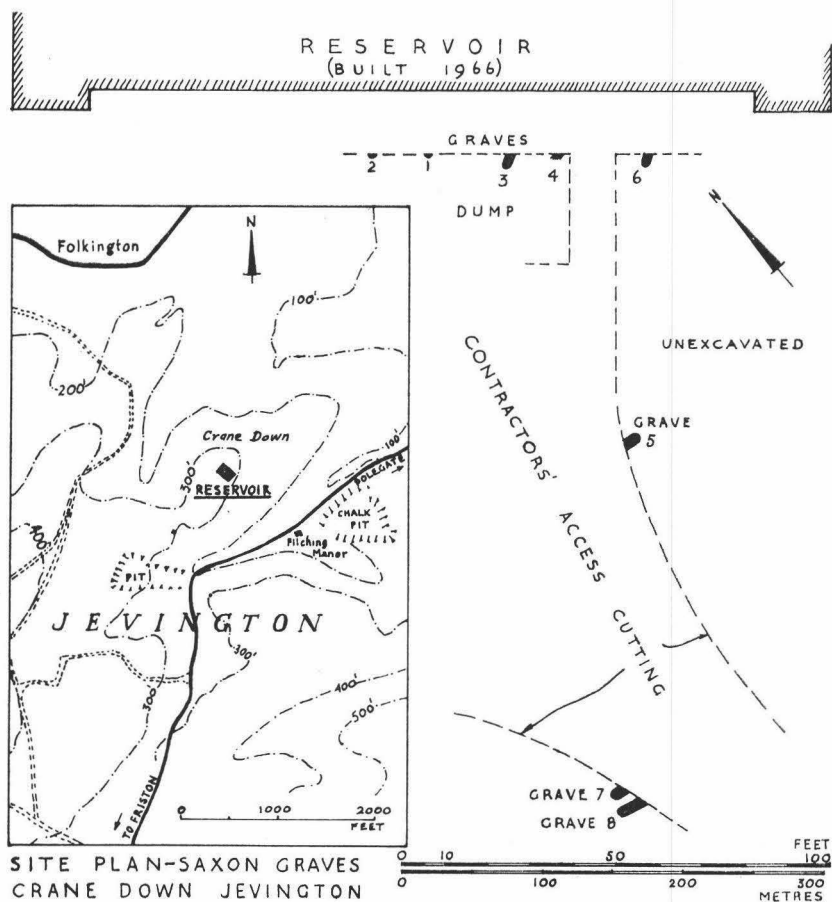 RESERVOIR
(BUILT 1966)
GRAVES
2
1
3
4
6
DUMP
N
UNEXCAVATED
GRAVE
5
CONTRACTORS' ACCESS CUTTING
GRAVE 7
GRAVE 8
Folkington
N
100'
200'
Crane Down
300'
RESERVOIR
100'
POLEGATE
CHALK
PIT
Filching
Manor
400'
PIT
JEVINGTON
300'
300'
400'
500'
TO FRISTON
0 1000 2000
FEET
SITE PLAN-SAXON GRAVES
CRANE DOWN JEVINGTON
FEET
0 10 50 100
0 100 200 300
METRES